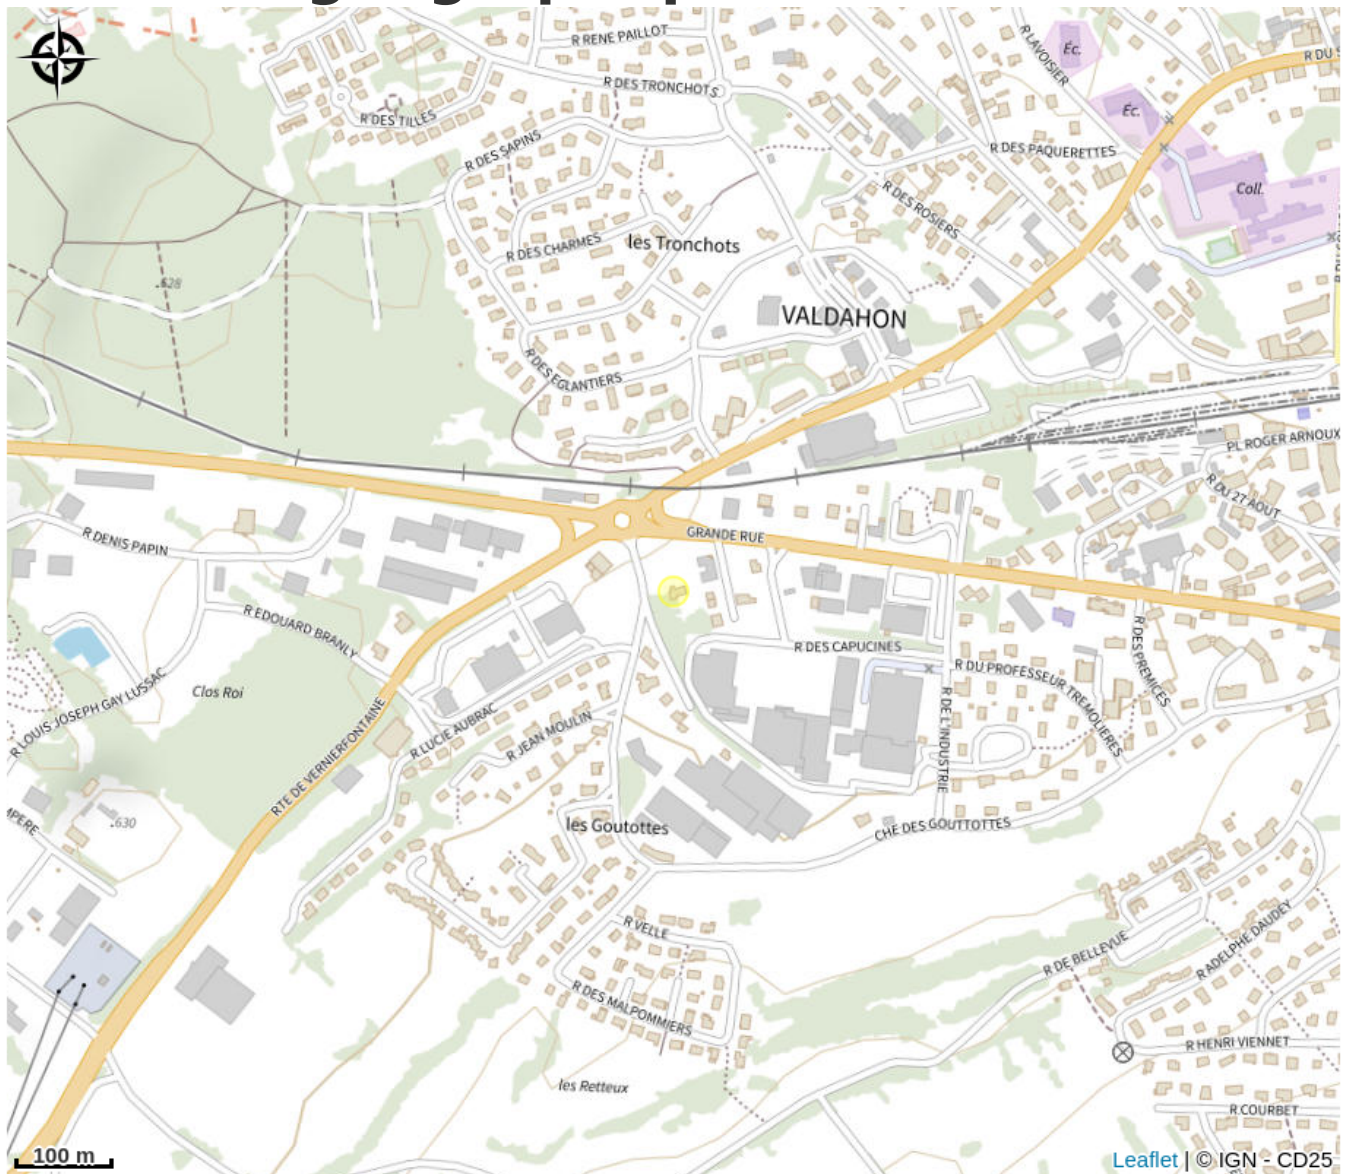 R RENE PAILLOT
R LAVOISIER
Éc.
R DU S
R DES TRONCHOTS
R DES TILLES
Éc.
R DES SAPINS
R DES PAQUERETTES
Coll.
R DES ROSIERS
R DES CHARMES
les Tronchots
628
VALDAHON
R DES EGLANTIERS
PL ROGER ARNOUX
R DU 27 AOUT
R DENIS PAPIN
GRANDE RUE
R EDOUARD BRANLY
R DES CAPUCINES
R DU PROFESSEUR TREMOLIERES
R DES PREMICES
Clos Roi
R LOUIS JOSEPH GAY LUSSAC
R LUCIE AUBRAC
R JEAN MOULIN
R DE L'INDUSTRIE
RTE DE VERNIERFONTAINE
630
MPERE
les Goutottes
CHE DES GOUTTOTTES
R VELLE
R ADELPHE DAUDEY
R DE BELLEVUE
R DES MALPOMMIERS
R HENRI VIENNET
les Retteux
R COURBET
100 m
Leaflet | © IGN - CD25